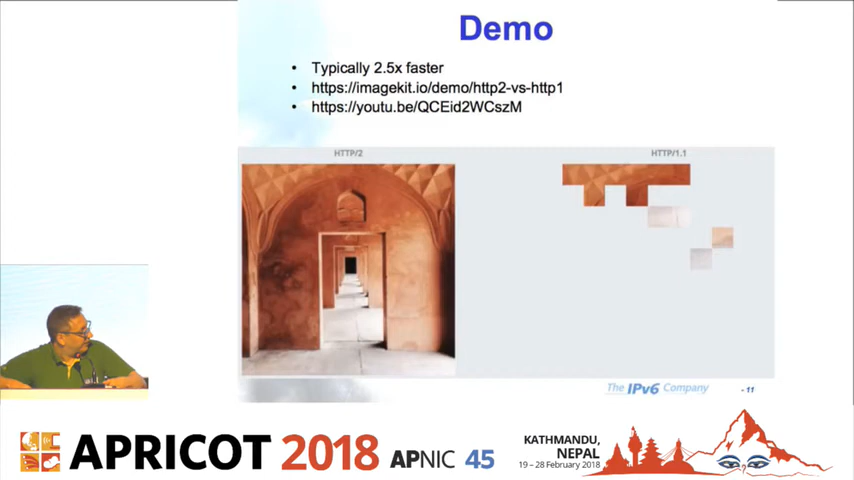 Demo
• Typically 2.5x faster
• https://imagekit.io/demo/http2-vs-http1
• https://youtu.be/QCEid2WCszM
HTTP/2
HTTP/1.1
The IPv6 Company
- 11
APRICOT 2018 APNIC 45
KATHMANDU,
NEPAL
19 – 28 February 2018